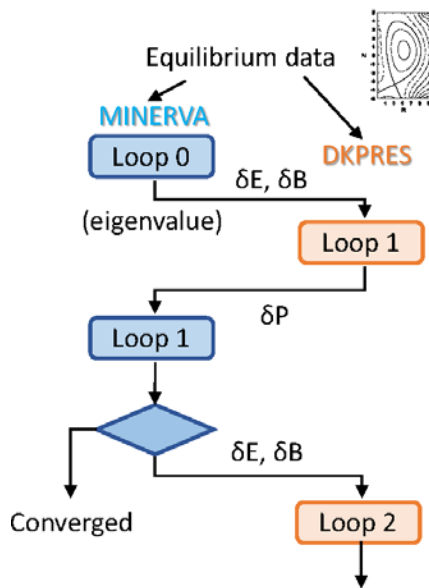 Equilibrium data
MINERVA
Loop 0
DKPRES
δE, δB
(eigenvalue)
Loop 1
δP
Loop 1
δE, δB
Converged
Loop 2